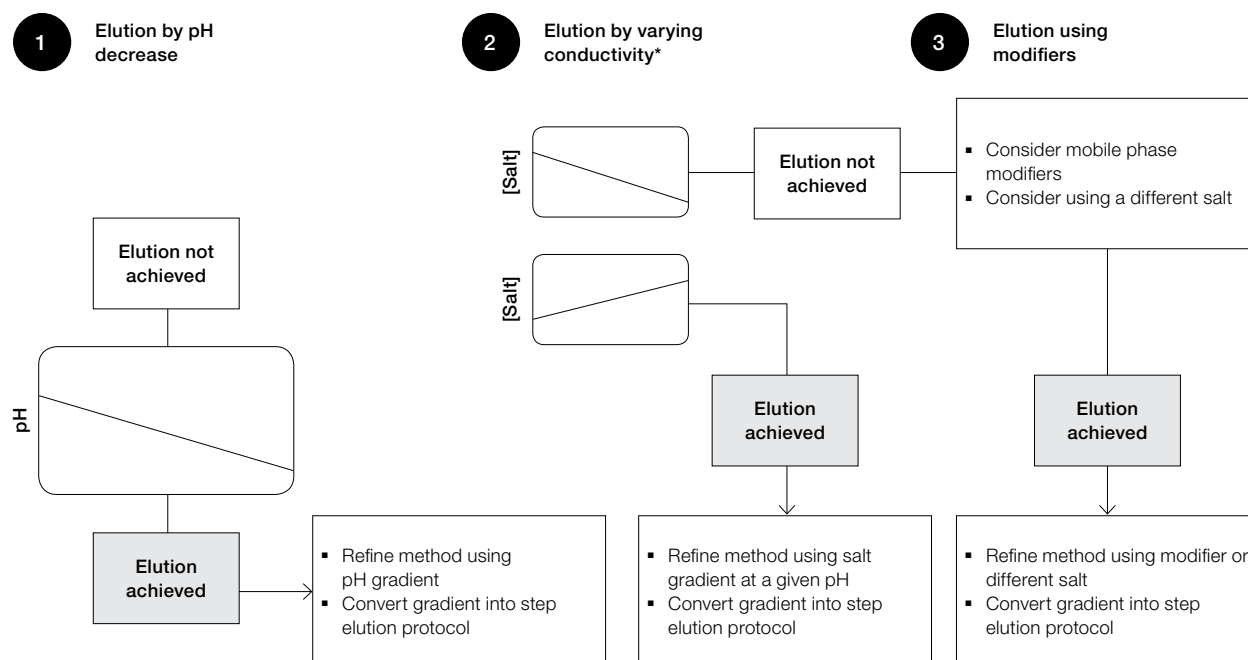 1
Elution by pH
decrease
2
Elution by varying
conductivity*
3
Elution using
modifiers
Elution not
achieved
pH
Elution
achieved
▪ Refine method using
pH gradient
▪ Convert gradient into step
elution protocol
[Salt]
Elution not
achieved
[Salt]
Elution
achieved
▪ Refine method using salt
gradient at a given pH
▪ Convert gradient into step
elution protocol
▪ Consider mobile phase
modifiers
▪ Consider using a different salt
Elution
achieved
▪ Refine method using modifier or
different salt
▪ Convert gradient into step
elution protocol